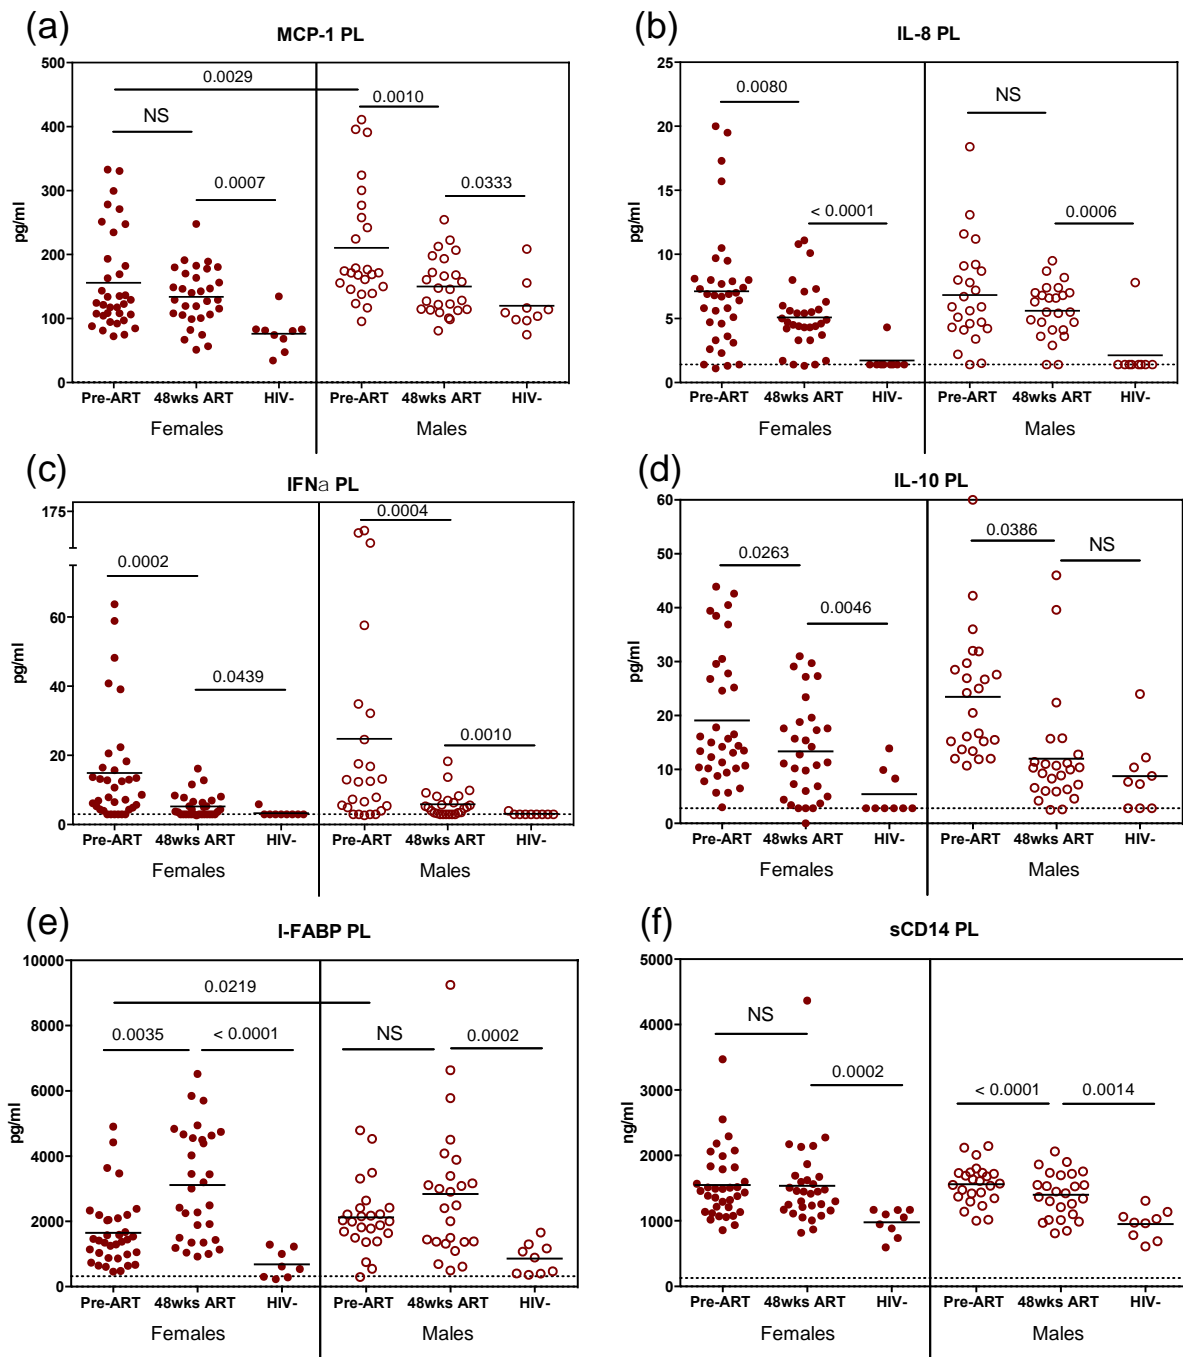 (a)
MCP-1 PL
500
400
300
200
100
0
pg/ml
0.0029
NS
0.0010
0.0007
0.0333
Pre-ART 48wks ART HIV- Pre-ART 48wks ART HIV-
Females Males
(b)
IL-8 PL
25
20
15
10
5
0
pg/ml
0.0080
NS
< 0.0001
0.0006
Pre-ART 48wks ART HIV- Pre-ART 48wks ART HIV-
Females Males
(c)
IFNa PL
175
60
40
20
0
pg/ml
0.0004
0.0002
0.0439
0.0010
Pre-ART 48wks ART HIV- Pre-ART 48wks ART HIV-
Females Males
(d)
IL-10 PL
60
50
40
30
20
10
0
pg/ml
0.0386
NS
0.0263
0.0046
Pre-ART 48wks ART HIV- Pre-ART 48wks ART HIV-
Females Males
(e)
I-FABP PL
10000
8000
6000
4000
2000
0
pg/ml
0.0219
0.0035
< 0.0001
NS
0.0002
Pre-ART 48wks ART HIV- Pre-ART 48wks ART HIV-
Females Males
(f)
sCD14 PL
5000
4000
3000
2000
1000
0
ng/ml
NS
0.0002
< 0.0001
0.0014
Pre-ART 48wks ART HIV- Pre-ART 48wks ART HIV-
Females Males